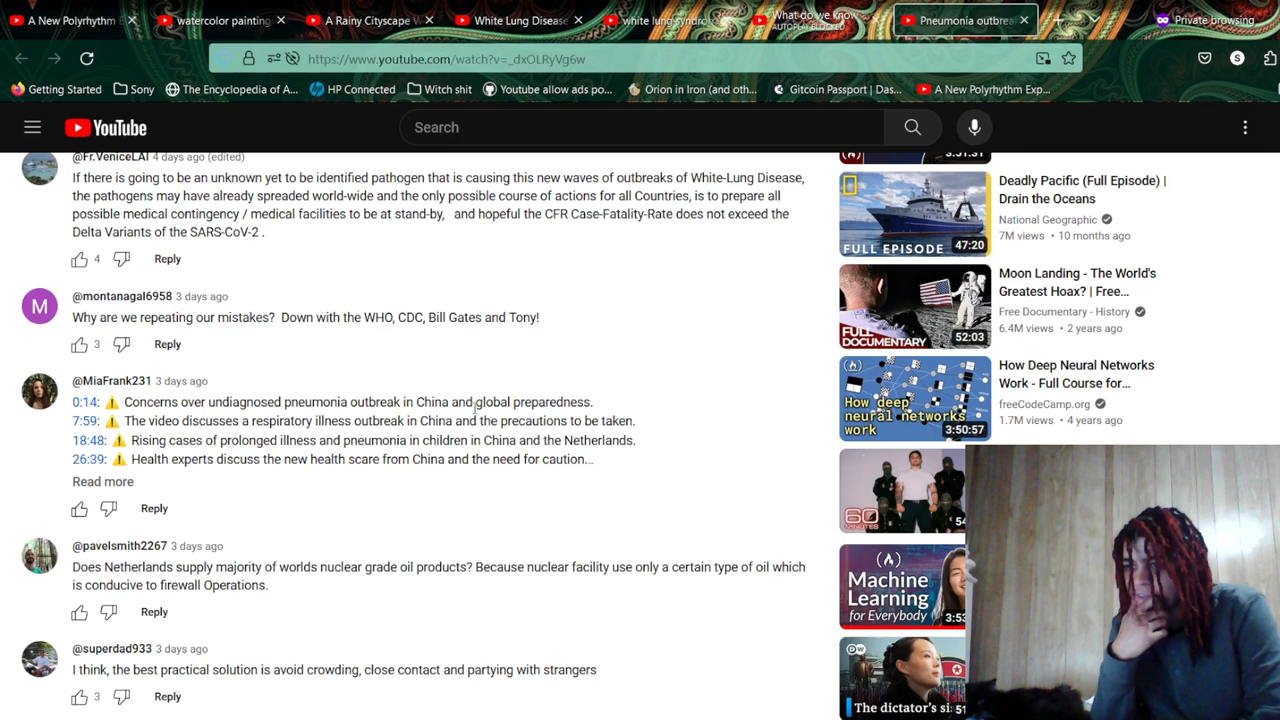 A New Polyrhythm E
watercolor painting
A Rainy Cityscape W
White Lung Disease
white lung syndrom
What do we know
AUTOPLAY BLOCKED
Pneumonia outbrea
Private browsing
https://www.youtube.com/watch?v=_dxOLRyVg6w
S
Getting Started
Sony
The Encyclopedia of A...
HP Connected
Witch shit
Youtube allow ads po...
Orion in Iron (and oth...
Gitcoin Passport | Das...
A New Polyrhythm Exp...
YouTube
Search
@Fr.VeniceLAI 4 days ago (edited)
If there is going to be an unknown yet to be identified pathogen that is causing this new waves of outbreaks of White-Lung Disease,
the pathogens may have already spreaded world-wide and the only possible course of actions for all Countries, is to prepare all
possible medical contingency / medical facilities to be at stand-by, and hopeful the CFR Case-Fatality-Rate does not exceed the
Delta Variants of the SARS-CoV-2 .
4
Reply
M
@montanagal6958 3 days ago
Why are we repeating our mistakes? Down with the WHO, CDC, Bill Gates and Tony!
3
Reply
@MiaFrank231 3 days ago
0:14: ⚠️ Concerns over undiagnosed pneumonia outbreak in China and global preparedness.
7:59: ⚠️ The video discusses a respiratory illness outbreak in China and the precautions to be taken.
18:48: ⚠️ Rising cases of prolonged illness and pneumonia in children in China and the Netherlands.
26:39: ⚠️ Health experts discuss the new health scare from China and the need for caution...
Read more
Reply
@pavelsmith2267 3 days ago
Does Netherlands supply majority of worlds nuclear grade oil products? Because nuclear facility use only a certain type of oil which
is conducive to firewall Operations.
Reply
@superdad933 3 days ago
I think, the best practical solution is avoid crowding, close contact and partying with strangers
3
Reply
3:51:31
FULL EPISODE
47:20
Deadly Pacific (Full Episode) |
Drain the Oceans
National Geographic
7M views • 10 months ago
FULL
DOCUMENTARY
52:03
Moon Landing - The World's
Greatest Hoax? | Free...
Free Documentary - History
6.4M views • 2 years ago
How deep
neural networks
work
3:50:57
How Deep Neural Networks
Work - Full Course for...
freeCodeCamp.org
1.7M views • 4 years ago
60
MINUTES
54
Machine
Learning
for Everybody
3:53
DW
The dictator's si
51